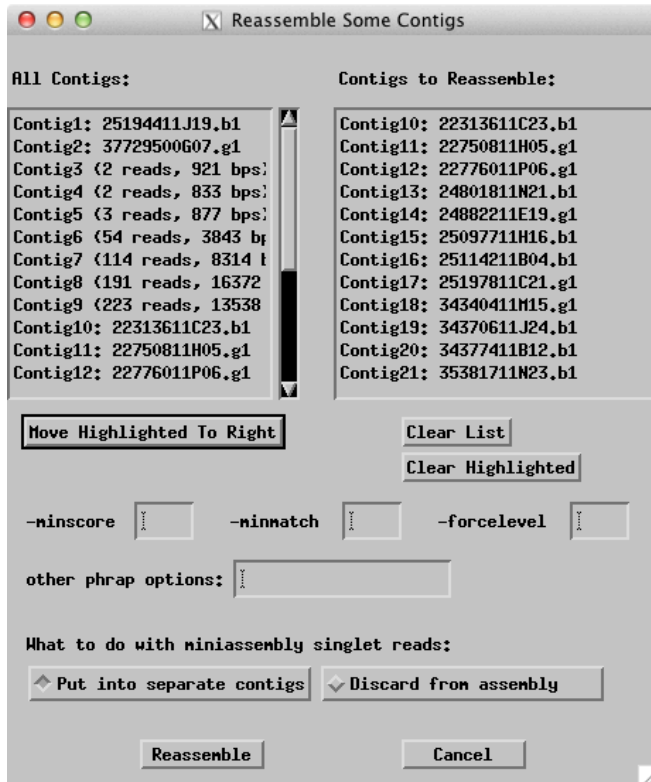 Reassemble Some Contigs
All Contigs:
Contig1: 25194411J19.b1
Contig2: 37729500G07.g1
Contig3 (2 reads, 921 bps)
Contig4 (2 reads, 833 bps)
Contig5 (3 reads, 877 bps)
Contig6 (54 reads, 3843 bp
Contig7 (114 reads, 8314 b
Contig8 (191 reads, 16372
Contig9 (223 reads, 13538
Contig10: 22313611C23.b1
Contig11: 22750811H05.g1
Contig12: 22776011P06.g1
Move Highlighted To Right
Contigs to Reassemble:
Contig10: 22313611C23.b1
Contig11: 22750811H05.g1
Contig12: 22776011P06.g1
Contig13: 24801811N21.b1
Contig14: 24882211E19.g1
Contig15: 25097711H16.b1
Contig16: 25114211B04.b1
Contig17: 25197811C21.g1
Contig18: 34340411M15.g1
Contig19: 34370611J24.b1
Contig20: 34377411B12.b1
Contig21: 35381711N23.b1
Clear List
Clear Highlighted
-minscore -minmatch -forcelevel
other phrap options:
What to do with miniassembly singlet reads:
Put into separate contigs Discard from assembly
Reassemble Cancel